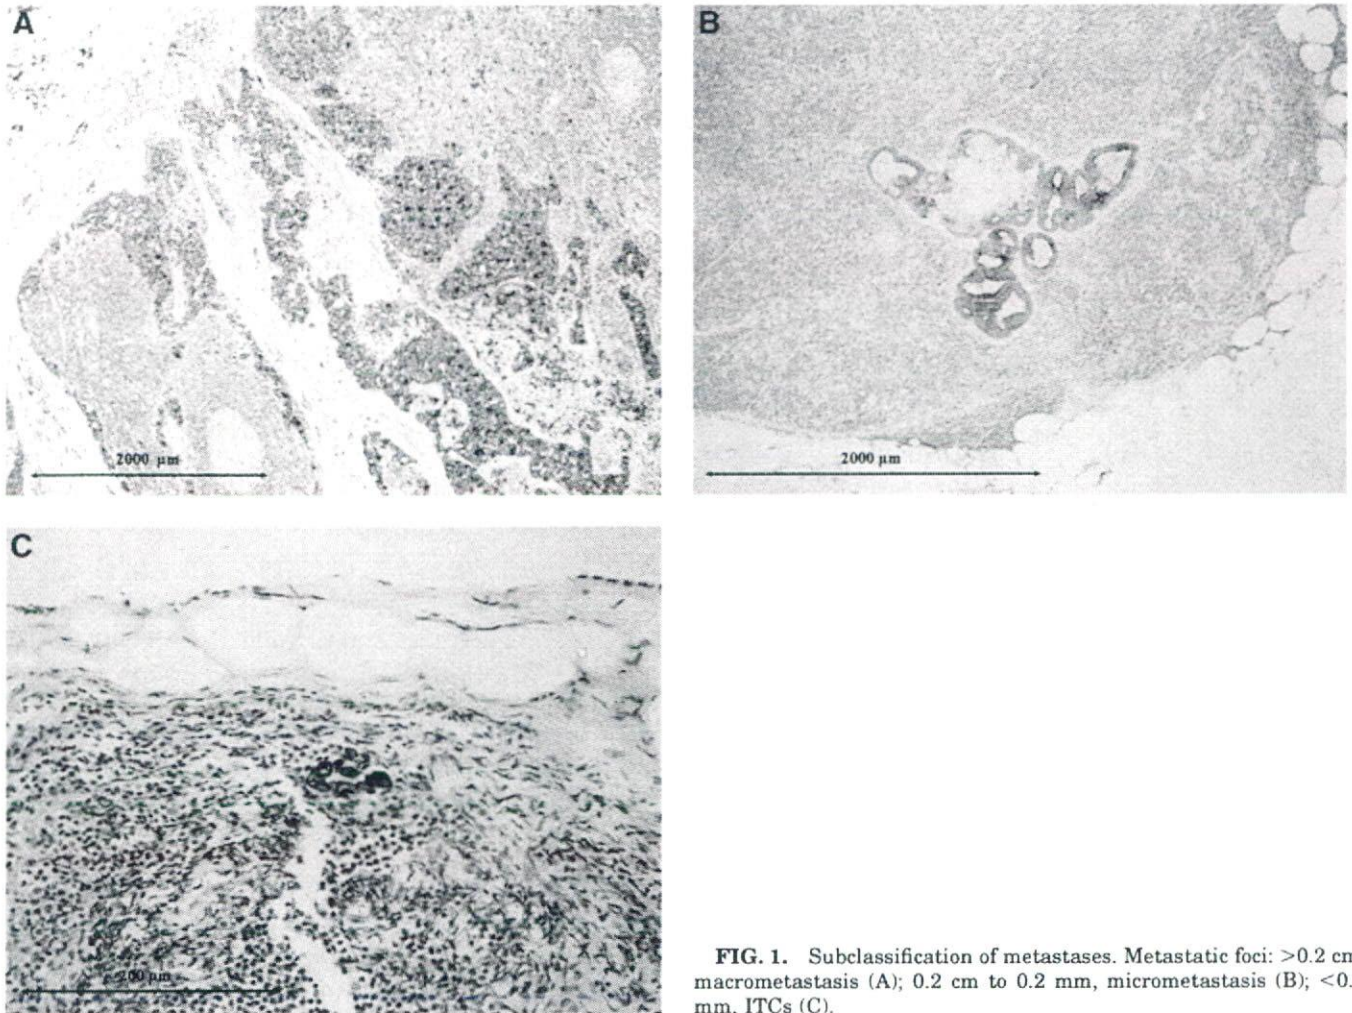 A
B
2000 µm
2000 µm
C
200 µm
FIG. 1. Subclassification of metastases. Metastatic foci: >0.2 cm
macrometastasis (A); 0.2 cm to 0.2 mm, micrometastasis (B); <0.
mm, ITCs (C).